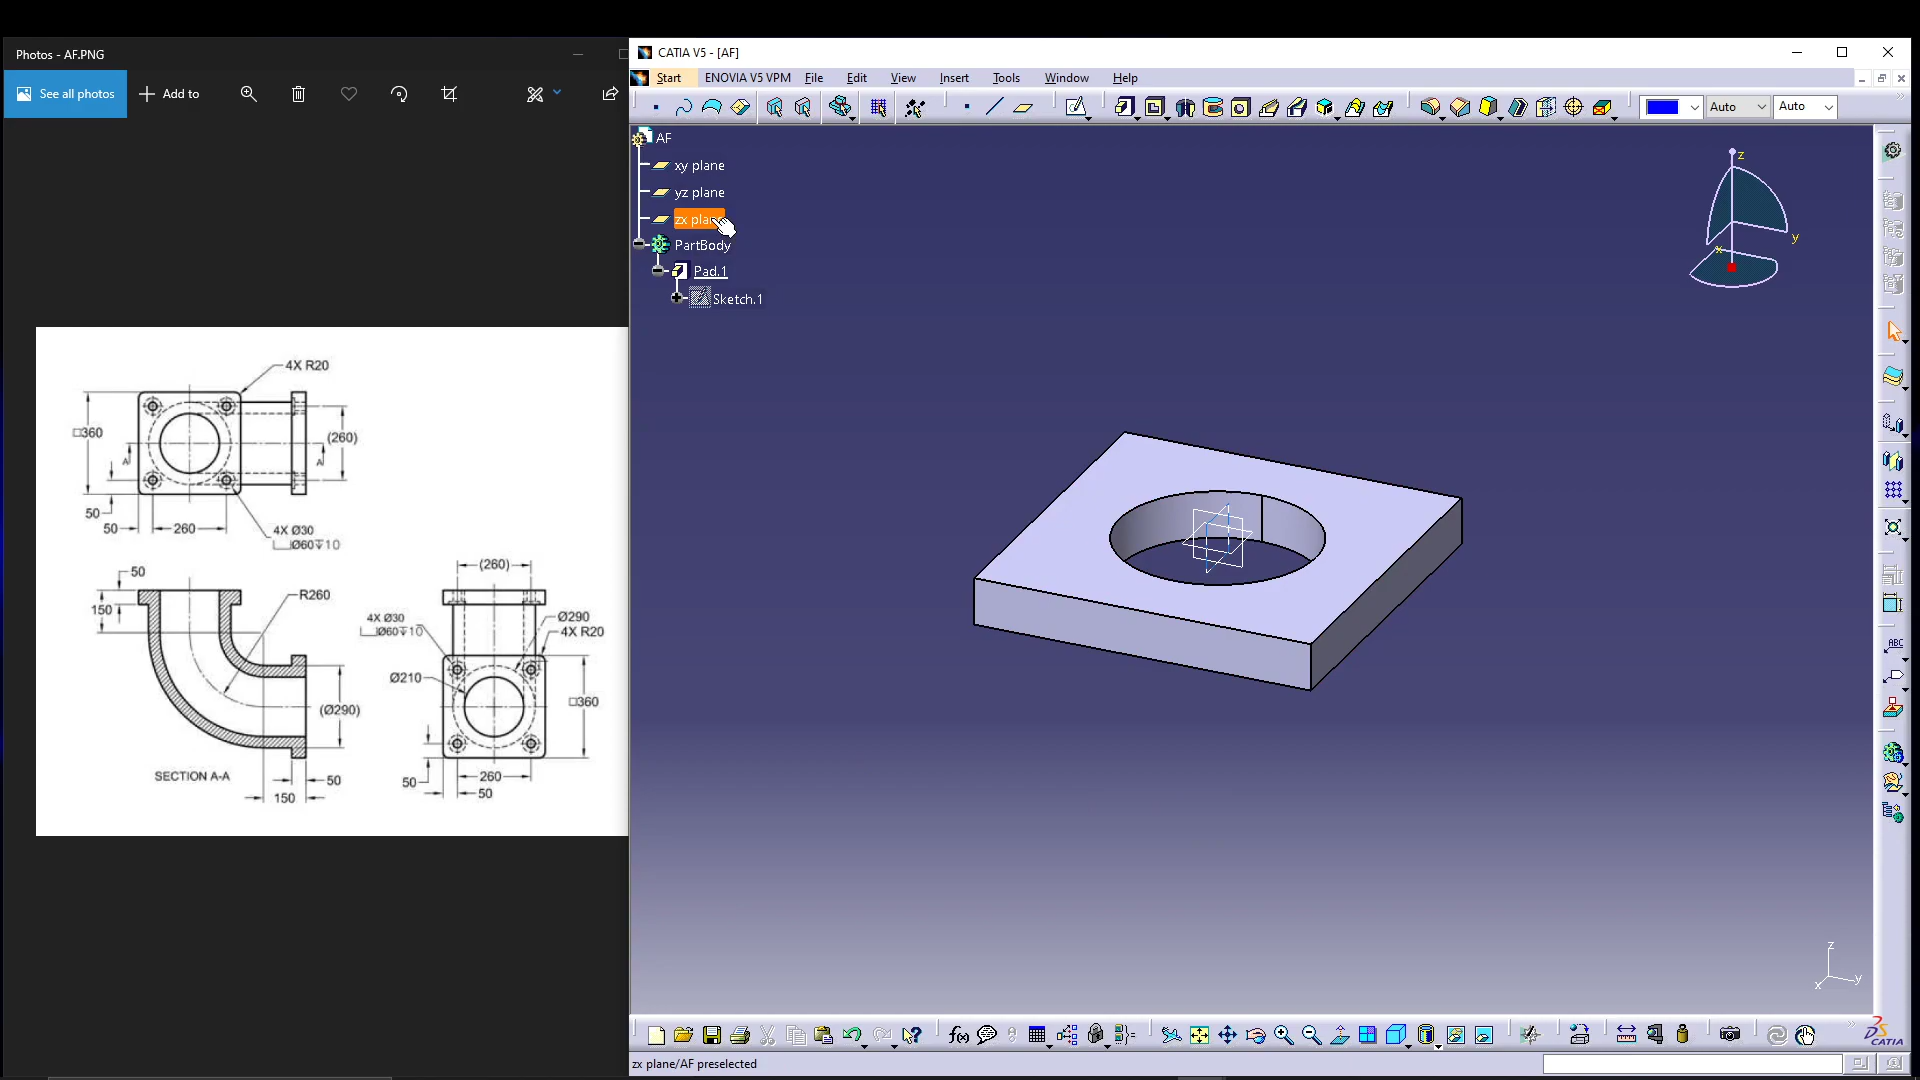 Photos - AF.PNG
See all photos
Add to
CATIA V5 - [AF]
Start ENOVIA V5 VPM File Edit View Insert Tools Window Help
Auto Auto
AF
xy plane
yz plane
zx plane
PartBody
Pad.1
Sketch.1
z
y
x
4X R20
□360
(260)
A A
50
50 260
4X Ø30
⌴Ø60↧10
50
150
R260
(Ø290)
SECTION A-A
50
150
(260)
4X Ø30
⌴Ø60↧10
Ø290
4X R20
Ø210
□360
50
260
50
z
x y
ABC
f(x)
CATIA
zx plane/AF preselected